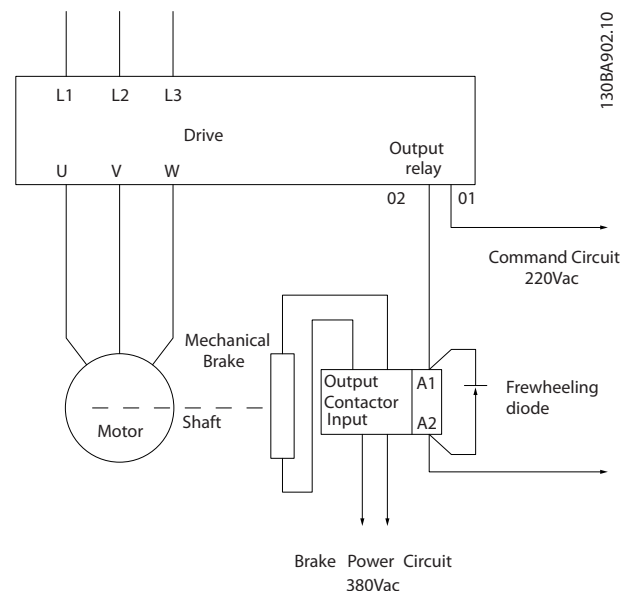 130BA902.10
L1 L2 L3
Drive
U V W
Output
relay
02 01
Command Circuit
220Vac
Mechanical
Brake
Output A1
Contactor
Input A2
Frewheeling
diode
Shaft
Motor
Brake Power Circuit
380Vac